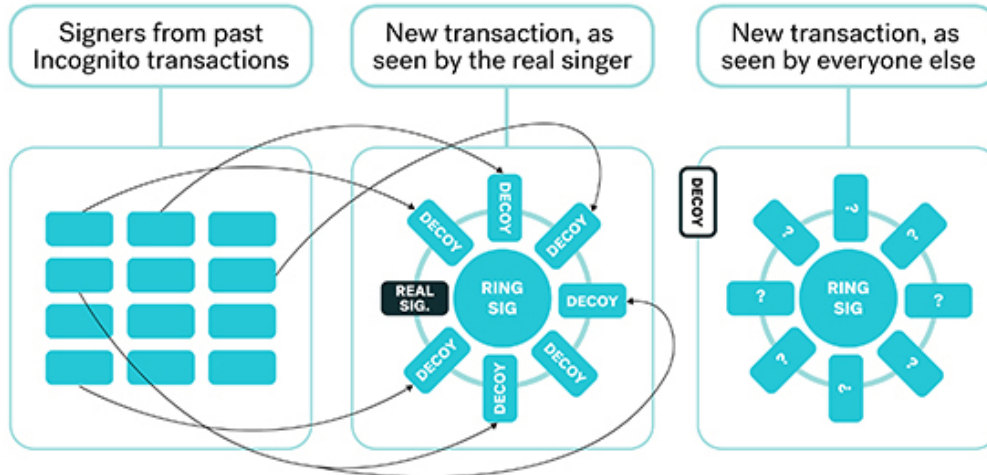 Signers from past
Incognito transactions
New transaction, as
seen by the real singer
New transaction, as
seen by everyone else
DECOY
DECOY
DECOY
REAL
SIG.
RING
SIG
DECOY
DECOY
DECOY
DECOY
DECOY
?
?
?
?
RING
SIG
?
?
?
?